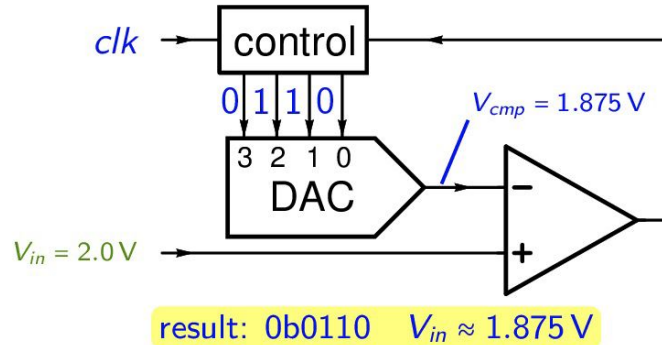 clk control
0 1 1 0
V_cmp = 1.875 V
3 2 1 0
DAC
−
V_in = 2.0 V
+
result: 0b0110 V_in ≈ 1.875 V